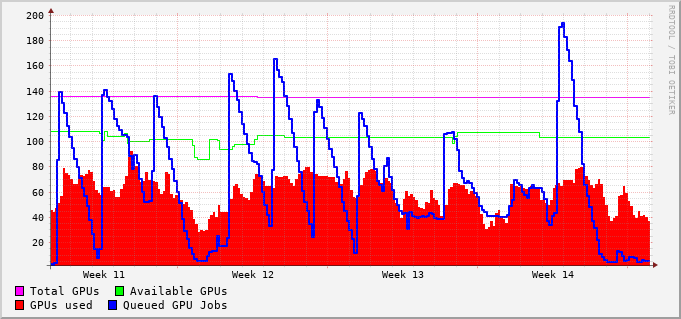 200
180
160
140
120
100
80
60
40
20
Week 11 Week 12 Week 13 Week 14
Total GPUs Available GPUs
GPUs used Queued GPU Jobs
RRDTOOL / TOBI OETIKER